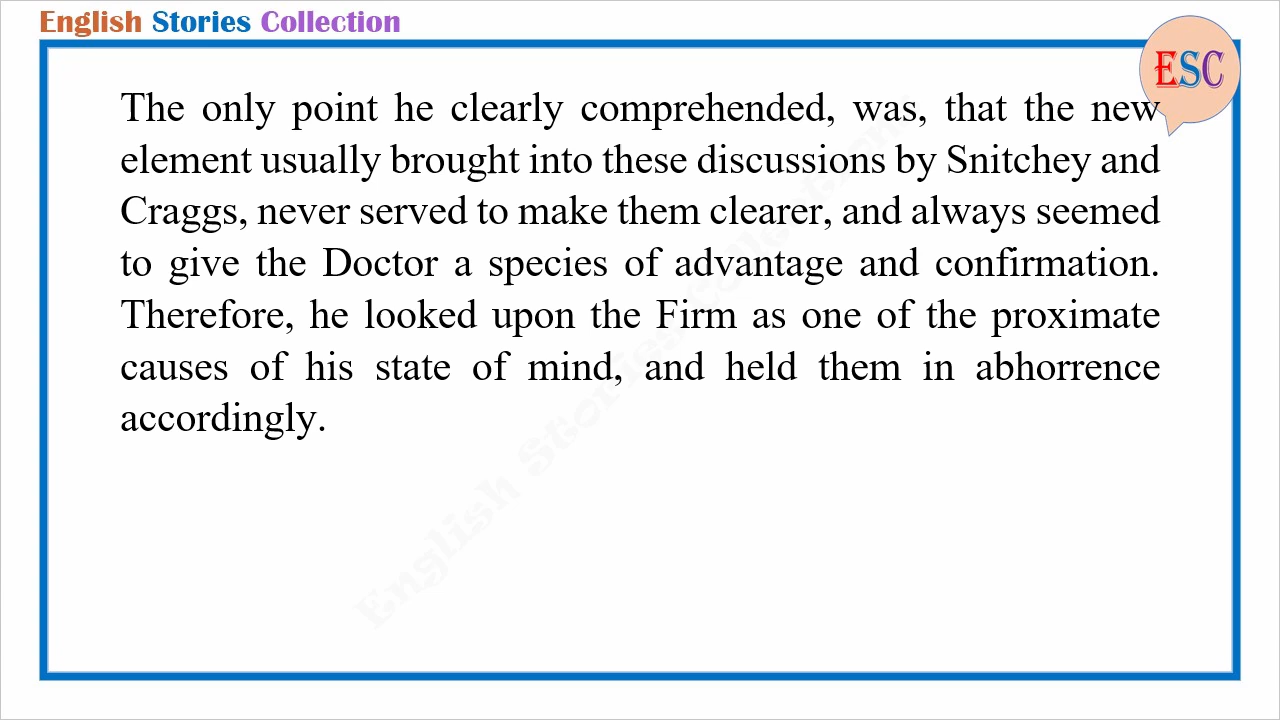 English Stories Collection
ESC
The only point he clearly comprehended, was, that the new
element usually brought into these discussions by Snitchey and
Craggs, never served to make them clearer, and always seemed
to give the Doctor a species of advantage and confirmation.
Therefore, he looked upon the Firm as one of the proximate
causes of his state of mind, and held them in abhorrence
accordingly.
English Stories Collection